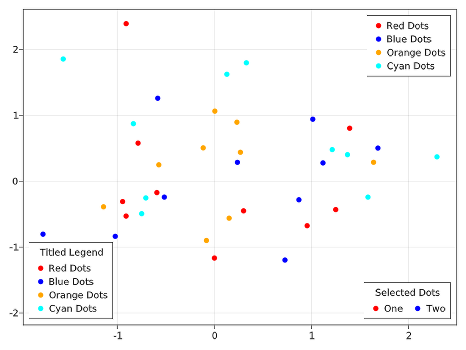 Red Dots
Blue Dots
Orange Dots
Cyan Dots
2
1
0
-1
-2
Titled Legend
Red Dots
Blue Dots
Orange Dots
Cyan Dots
Selected Dots
One Two
-1 0 1 2